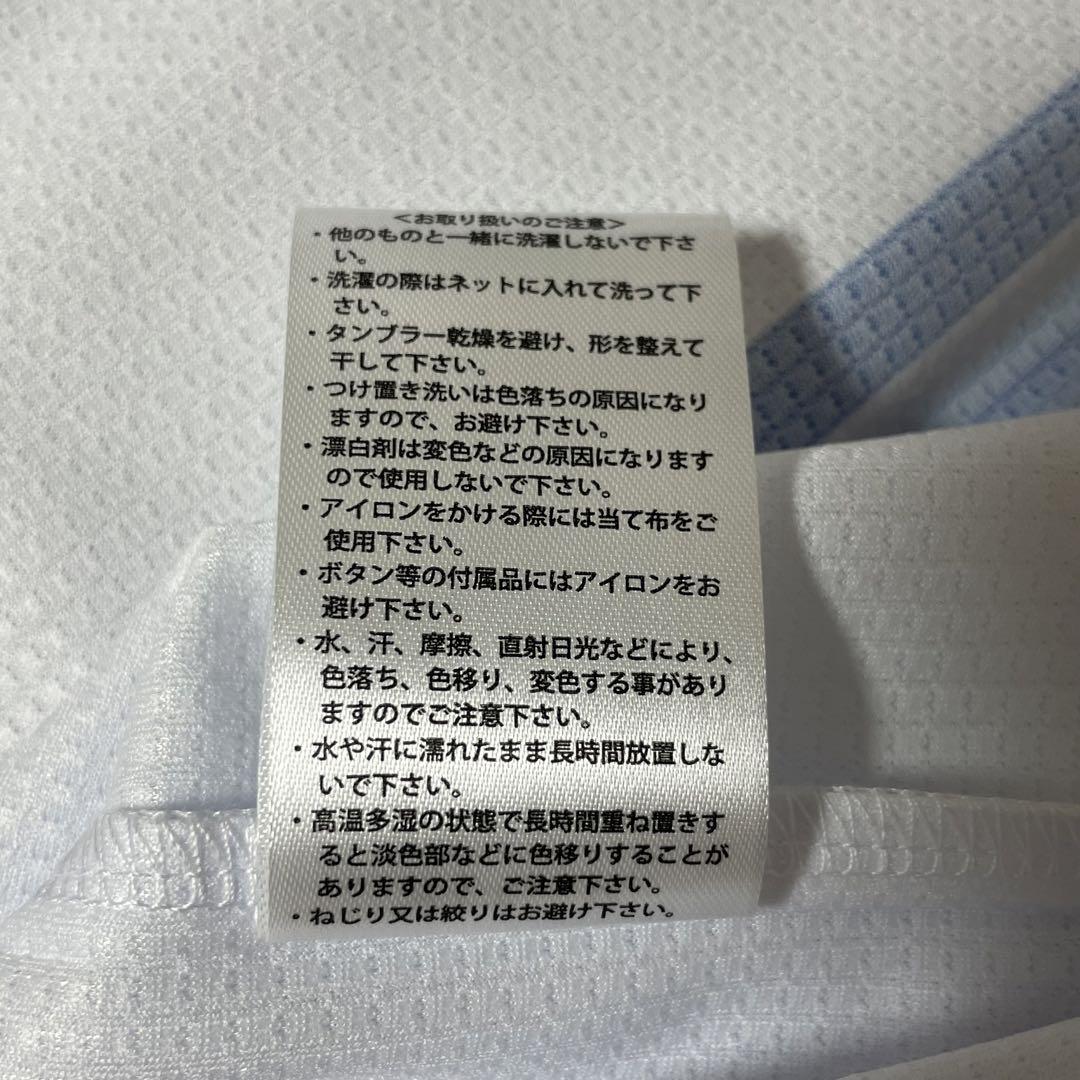 ＜お取り扱いのご注意＞
・他のものと一緒に洗濯しないで下さ
い。
・洗濯の際はネットに入れて洗って下
さい。
・タンブラー乾燥を避け、形を整えて
干して下さい。
・つけ置き洗いは色落ちの原因になり
ますので、お避け下さい。
・漂白剤は変色などの原因になります
ので使用しないで下さい。
・アイロンをかける際には当て布をご
使用下さい。
・ボタン等の付属品にはアイロンをお
避け下さい。
・水、汗、摩擦、直射日光などにより、
色落ち、色移り、変色する事があり
ますのでご注意下さい。
・水や汗に濡れたまま長時間放置しな
いで下さい。
・高温多湿の状態で長時間重ね置きす
ると淡色部などに色移りすることが
ありますので、ご注意下さい。
・ねじり又は絞りはお避け下さい。